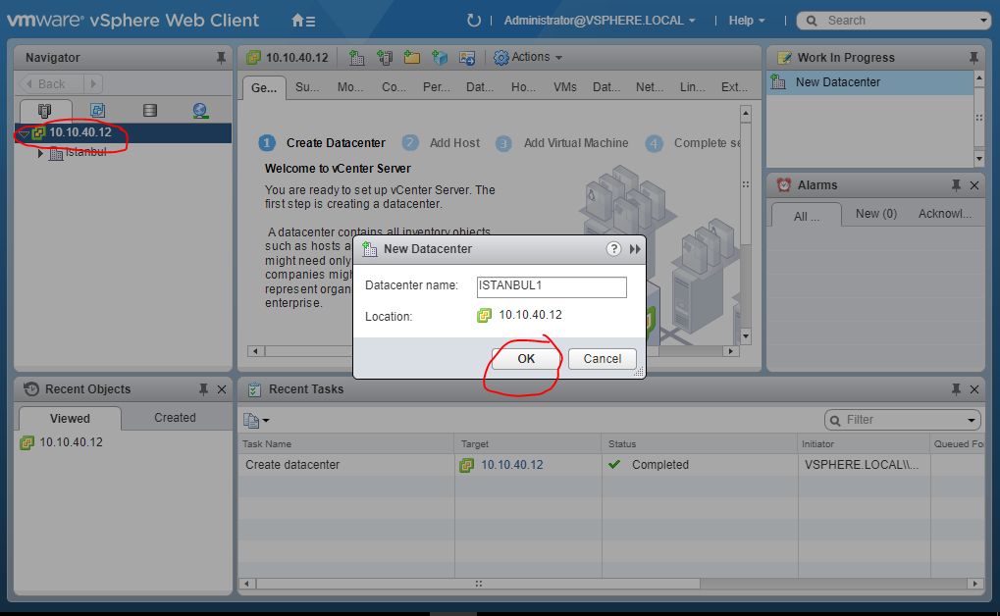 vmware® vSphere Web Client
Administrator@VSPHERE.LOCAL
Help
Search
Navigator
Back
10.10.40.12
istanbul
10.10.40.12
Actions
Ge...
Su...
Mo...
Co...
Per...
Dat...
Ho...
VMs
Dat...
Net...
Lin...
Ext...
1 Create Datacenter
2 Add Host
3 Add Virtual Machine
4 Complete se
Welcome to vCenter Server
You are ready to set up vCenter Server. The
first step is creating a datacenter.
A datacenter contains all inventory objects
such as hosts a
might need only
companies migh
represent organ
enterprise.
New Datacenter
?
Datacenter name:
ISTANBUL1
Location:
10.10.40.12
OK
Cancel
Work In Progress
New Datacenter
Alarms
All ...
New (0)
Acknowl...
Recent Objects
Viewed
Created
10.10.40.12
Recent Tasks
Filter
Task Name
Target
Status
Initiator
Queued Fo
Create datacenter
10.10.40.12
Completed
VSPHERE.LOCAL\\...